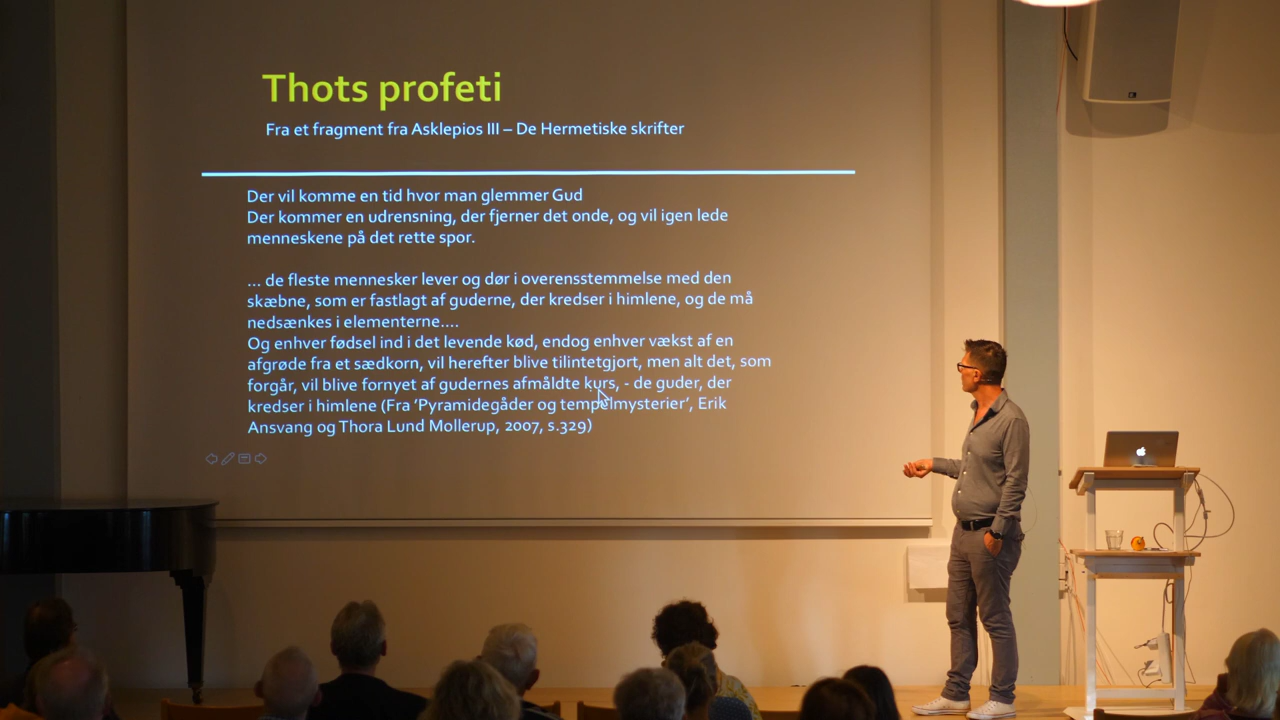 Thots profeti
Fra et fragment fra Asklepios III – De Hermetiske skrifter
Der vil komme en tid hvor man glemmer Gud
Der kommer en udrensning, der fjerner det onde, og vil igen lede
menneskene på det rette spor.
... de fleste mennesker lever og dør i overensstemmelse med den
skæbne, som er fastlagt af guderne, der kredser i himlene, og de må
nedsænkes i elementerne....
Og enhver fødsel ind i det levende kød, endog enhver vækst af en
afgrøde fra et sædkorn, vil herefter blive tilintetgjort, men alt det, som
forgår, vil blive fornyet af gudernes afmåldte kurs, - de guder, der
kredser i himlene (Fra ‘Pyramidegåder og tempelmysterier’, Erik
Ansvang og Thora Lund Mollerup, 2007, s.329)